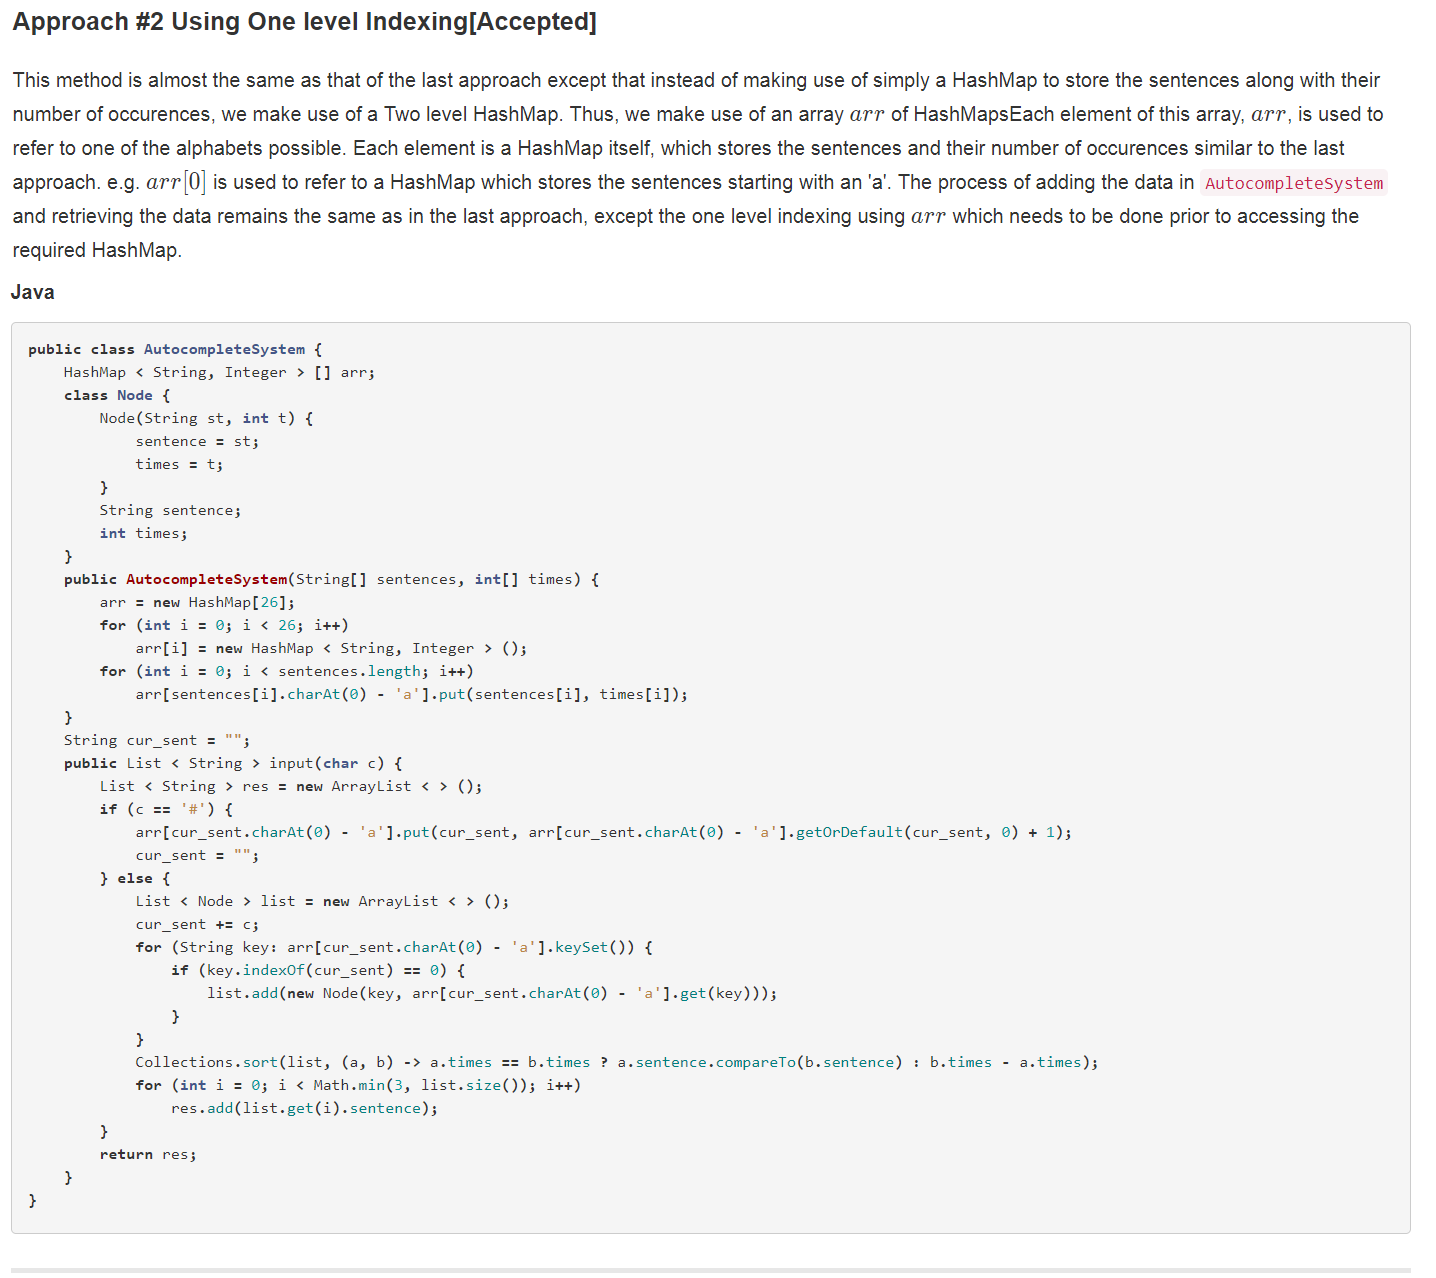 Approach #2 Using One level Indexing[Accepted]
This method is almost the same as that of the last approach except that instead of making use of simply a HashMap to store the sentences along with their
number of occurences, we make use of a Two level HashMap. Thus, we make use of an array arr of HashMapsEach element of this array, arr, is used to
refer to one of the alphabets possible. Each element is a HashMap itself, which stores the sentences and their number of occurences similar to the last
approach. e.g. arr[0] is used to refer to a HashMap which stores the sentences starting with an 'a'. The process of adding the data in AutocompleteSystem
and retrieving the data remains the same as in the last approach, except the one level indexing using arr which needs to be done prior to accessing the
required HashMap.
Java
public class AutocompleteSystem {
    HashMap < String, Integer > [] arr;
    class Node {
        Node(String st, int t) {
            sentence = st;
            times = t;
        }
        String sentence;
        int times;
    }
    public AutocompleteSystem(String[] sentences, int[] times) {
        arr = new HashMap[26];
        for (int i = 0; i < 26; i++)
            arr[i] = new HashMap < String, Integer > ();
        for (int i = 0; i < sentences.length; i++)
            arr[sentences[i].charAt(0) - 'a'].put(sentences[i], times[i]);
    }
    String cur_sent = "";
    public List < String > input(char c) {
        List < String > res = new ArrayList < > ();
        if (c == '#') {
            arr[cur_sent.charAt(0) - 'a'].put(cur_sent, arr[cur_sent.charAt(0) - 'a'].getOrDefault(cur_sent, 0) + 1);
            cur_sent = "";
        } else {
            List < Node > list = new ArrayList < > ();
            cur_sent += c;
            for (String key: arr[cur_sent.charAt(0) - 'a'].keySet()) {
                if (key.indexOf(cur_sent) == 0) {
                    list.add(new Node(key, arr[cur_sent.charAt(0) - 'a'].get(key)));
                }
            }
            Collections.sort(list, (a, b) -> a.times == b.times ? a.sentence.compareTo(b.sentence) : b.times - a.times);
            for (int i = 0; i < Math.min(3, list.size()); i++)
                res.add(list.get(i).sentence);
        }
        return res;
    }
}